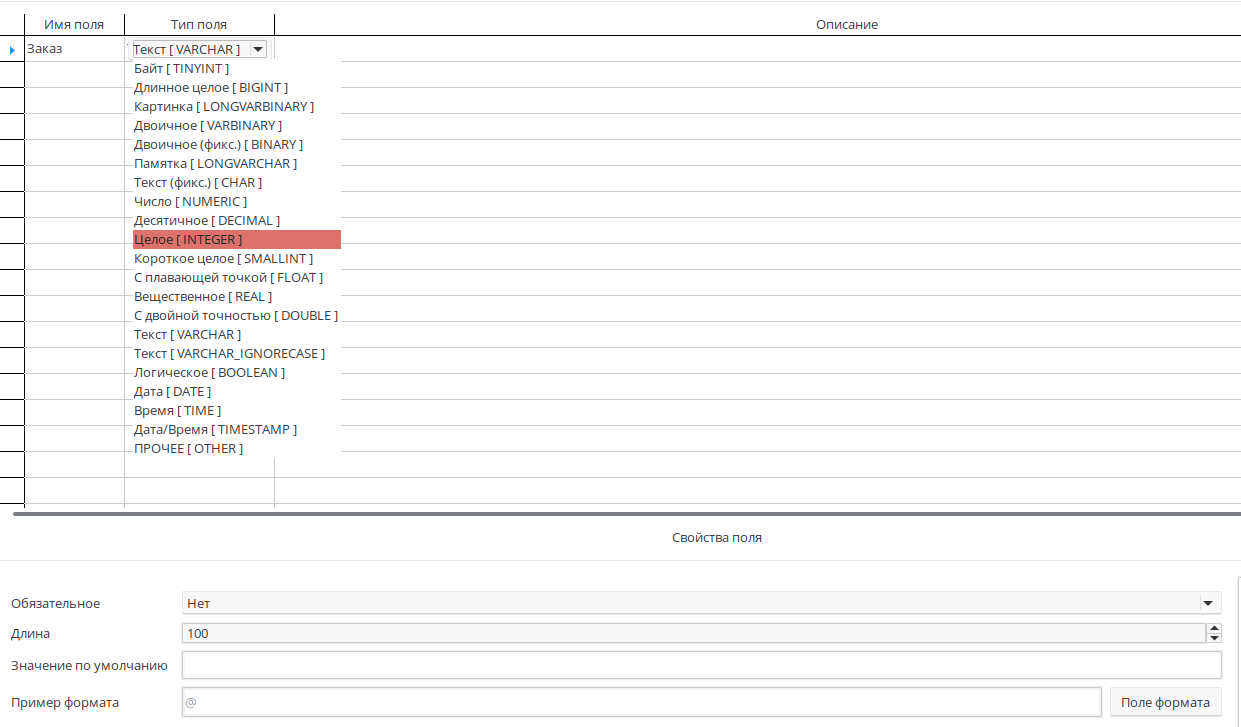 Имя поля Тип поля Описание
Заказ Текст [ VARCHAR ]
Байт [ TINYINT ]
Длинное целое [ BIGINT ]
Картинка [ LONGVARBINARY ]
Двоичное [ VARBINARY ]
Двоичное (фикс.) [ BINARY ]
Памятка [ LONGVARCHAR ]
Текст (фикс.) [ CHAR ]
Число [ NUMERIC ]
Десятичное [ DECIMAL ]
Целое [ INTEGER ]
Короткое целое [ SMALLINT ]
С плавающей точкой [ FLOAT ]
Вещественное [ REAL ]
С двойной точностью [ DOUBLE ]
Текст [ VARCHAR ]
Текст [ VARCHAR_IGNORECASE ]
Логическое [ BOOLEAN ]
Дата [ DATE ]
Время [ TIME ]
Дата/Время [ TIMESTAMP ]
ПРОЧЕЕ [ OTHER ]
Свойства поля
Обязательное Нет
Длина 100
Значение по умолчанию
Пример формата @ Поле формата